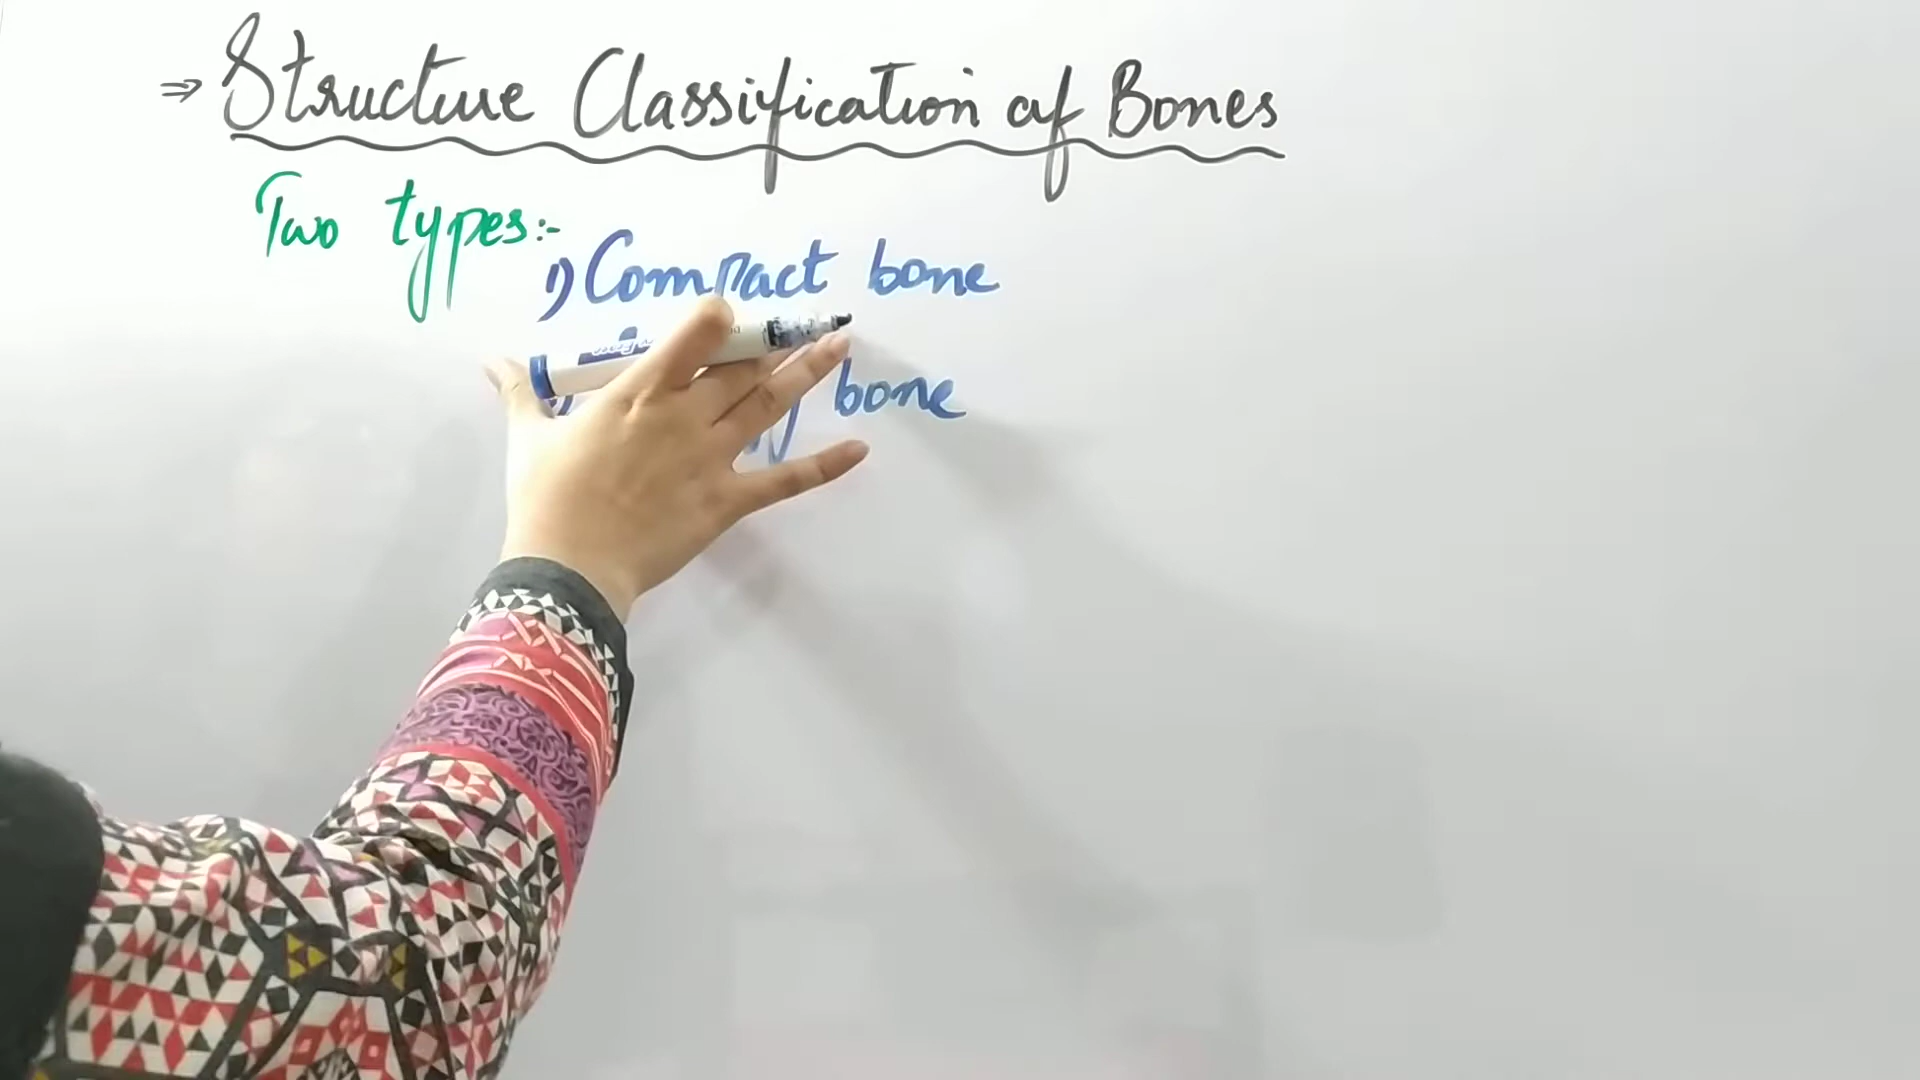 ⇒ Structure Classification of Bones
Two types:-
1) Compact bone
bone